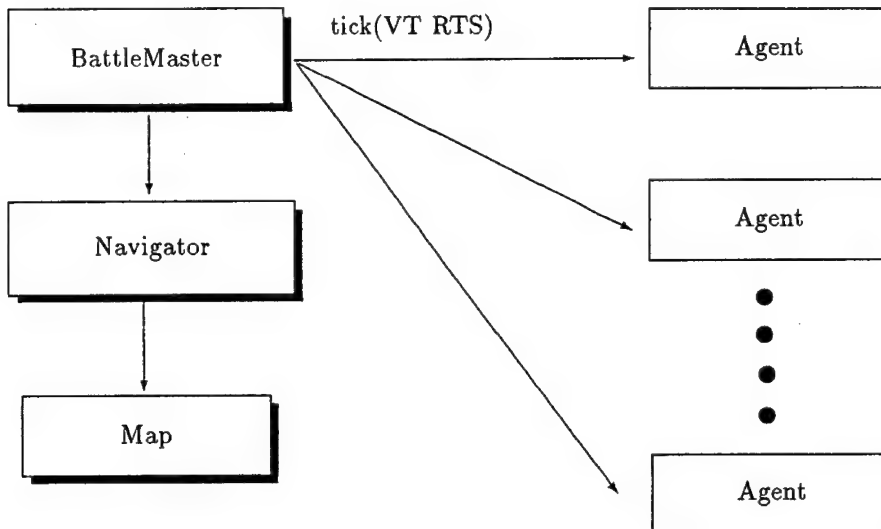 tick(VT RTS)
BattleMaster
Agent
Agent
Navigator
Map
Agent